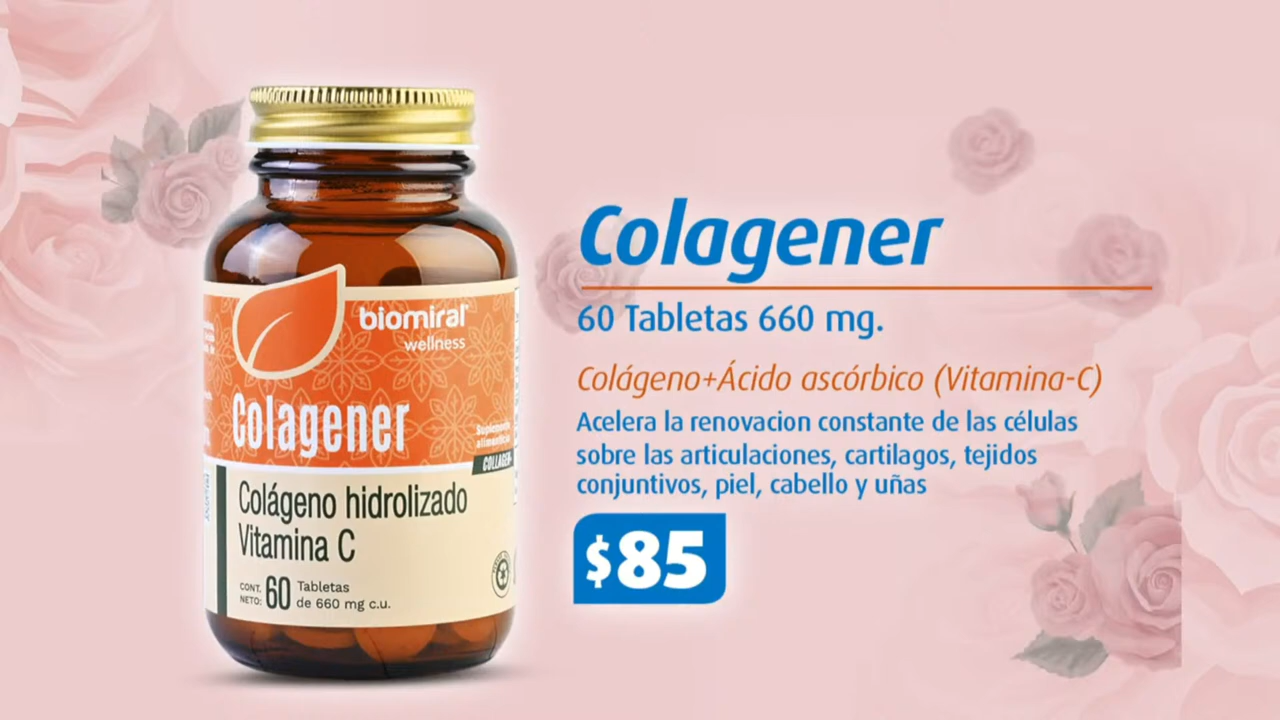 biomiral
wellness
Colagener
Suplemento
alimenticio
COLLAGEN
Colágeno hidrolizado
Vitamina C
CONT.
NETO:
60
Tabletas
de 660 mg c.u.
Colagener
60 Tabletas 660 mg.
Colágeno+Ácido ascórbico (Vitamina-C)
Acelera la renovacion constante de las células
sobre las articulaciones, cartilagos, tejidos
conjuntivos, piel, cabello y uñas
$85